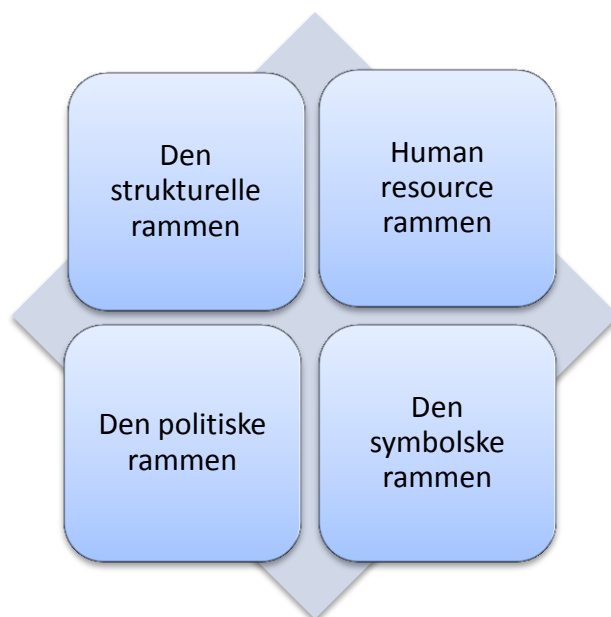 Den
strukturelle
rammen
Human
resource
rammen
Den politiske
rammen
Den
symbolske
rammen